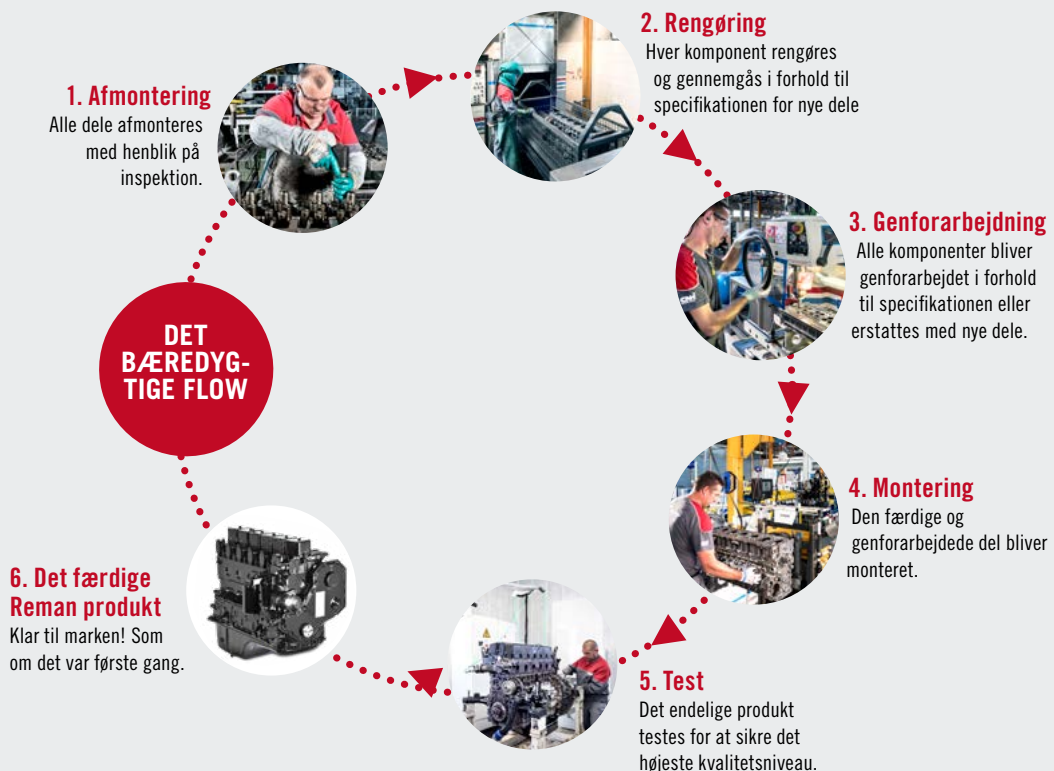 1. Afmontering
Alle dele afmonteres
med henblik på
inspektion.
2. Rengøring
Hver komponent rengøres
og gennemgås i forhold til
specifikationen for nye dele
3. Genforarbejdning
Alle komponenter bliver
genforarbejdet i forhold
til specifikationen eller
erstattes med nye dele.
4. Montering
Den færdige og
genforarbejdede del bliver
monteret.
5. Test
Det endelige produkt
testes for at sikre det
højeste kvalitetsniveau.
6. Det færdige
Reman produkt
Klar til marken! Som
om det var første gang.
DET
BÆREDYG-
TIGE FLOW